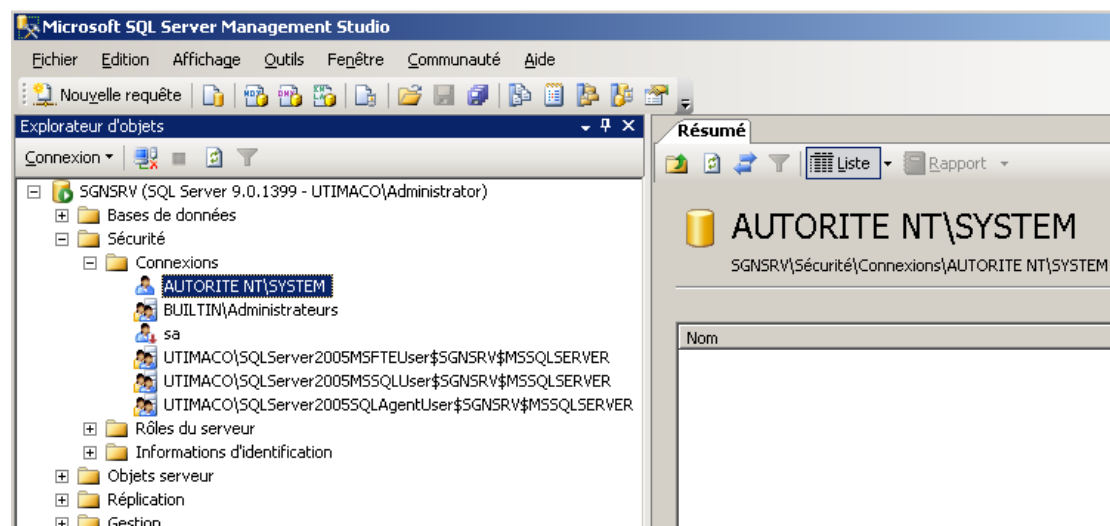 Microsoft SQL Server Management Studio
Fichier Edition Affichage Outils Fenêtre Communauté Aide
Nouvelle requête
Explorateur d'objets
Connexion
SGNSRV (SQL Server 9.0.1399 - UTIMACO\Administrator)
Bases de données
Sécurité
Connexions
AUTORITE NT\SYSTEM
BUILTIN\Administrateurs
sa
UTIMACO\SQLServer2005MSFTEUser$SGNSRV$MSSQLSERVER
UTIMACO\SQLServer2005MSSQLUser$SGNSRV$MSSQLSERVER
UTIMACO\SQLServer2005SQLAgentUser$SGNSRV$MSSQLSERVER
Rôles du serveur
Informations d'identification
Objets serveur
Réplication
Gestion
Résumé
Liste Rapport
AUTORITE NT\SYSTEM
SGNSRV\Sécurité\Connexions\AUTORITE NT\SYSTEM
Nom